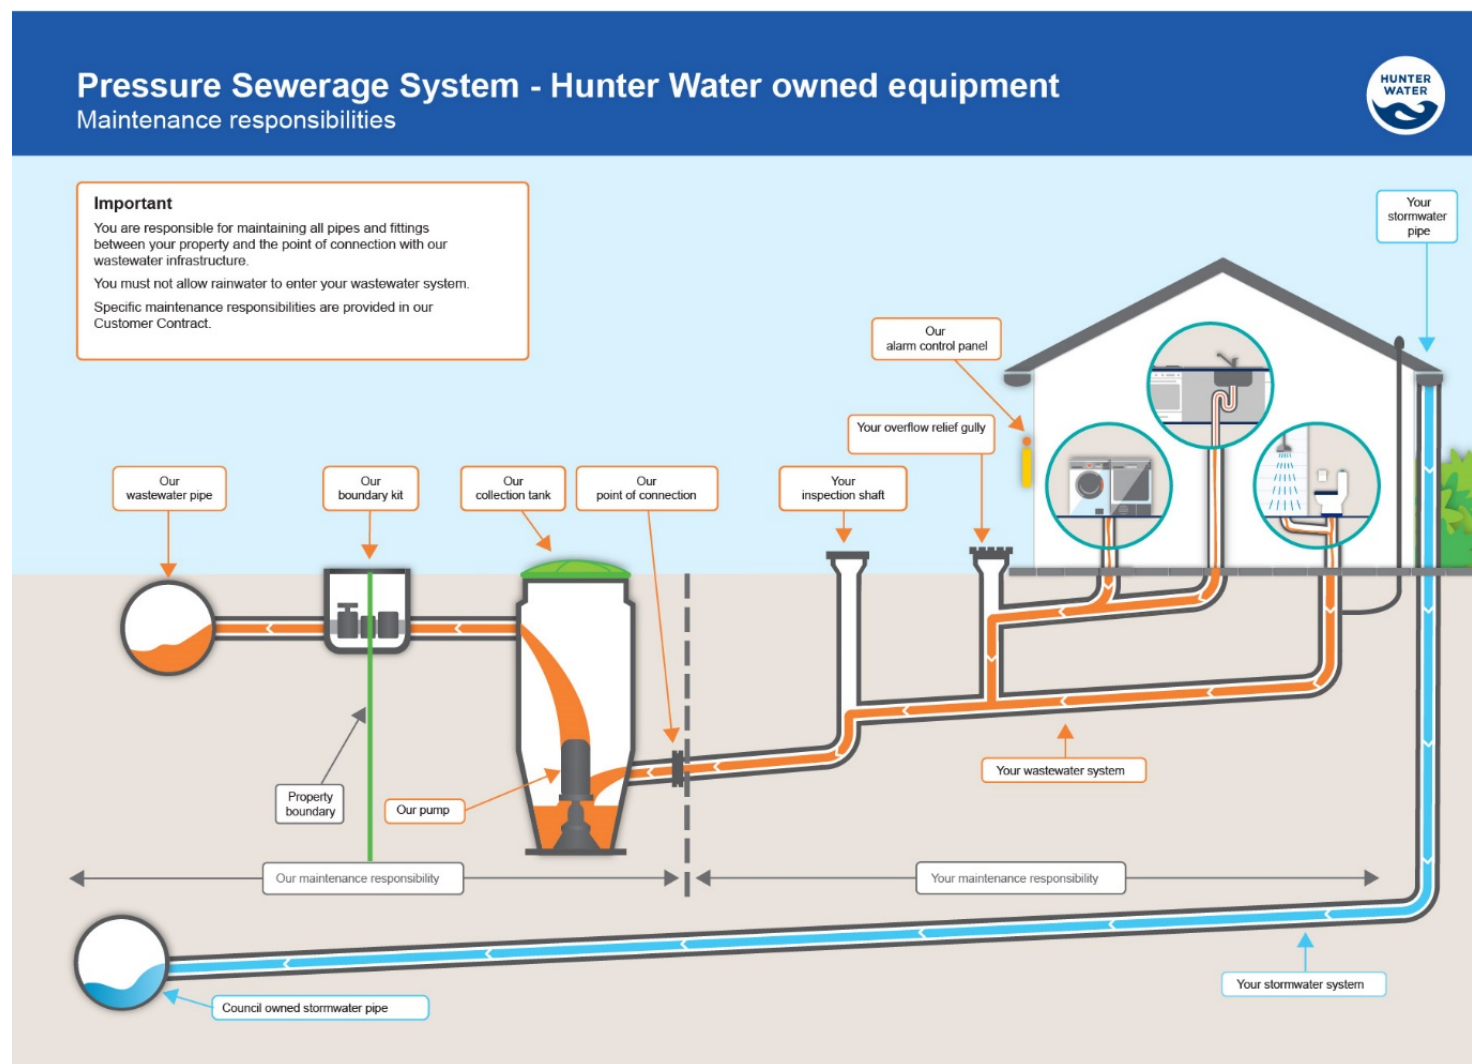 Pressure Sewerage System - Hunter Water owned equipment
Maintenance responsibilities
HUNTER
WATER
Important
You are responsible for maintaining all pipes and fittings
between your property and the point of connection with our
wastewater infrastructure.
You must not allow rainwater to enter your wastewater system.
Specific maintenance responsibilities are provided in our
Customer Contract.
Your
stormwater
pipe
Our
alarm control panel
Your overflow relief gully
Our
wastewater pipe
Our
boundary kit
Our
collection tank
Our
point of connection
Your
inspection shaft
Property
boundary
Our pump
Your wastewater system
Our maintenance responsibility
Your maintenance responsibility
Your stormwater system
Council owned stormwater pipe